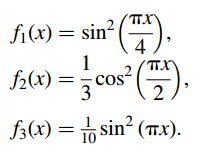 f₁(x) = sin² (πx/4),
f₂(x) = 1/3 cos² (πx/2),
f₃(x) = 1/10 sin² (πx).